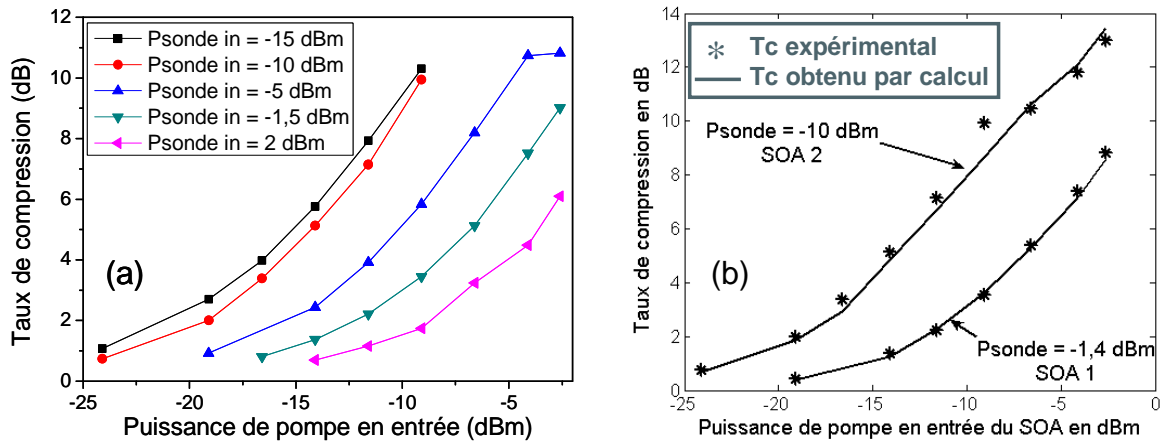 12
10
8
6
4
2
0
Taux de compression (dB)
Psonde in = -15 dBm
Psonde in = -10 dBm
Psonde in = -5 dBm
Psonde in = -1,5 dBm
Psonde in = 2 dBm
(a)
-25 -20 -15 -10 -5
Puissance de pompe en entrée (dBm)
14
12
10
8
6
4
2
0
Taux de compression en dB
* Tc expérimental
Tc obtenu par calcul
Psonde = -10 dBm
SOA 2
(b)
Psonde = -1,4 dBm
SOA 1
-25 -20 -15 -10 -5 0
Puissance de pompe en entrée du SOA en dBm